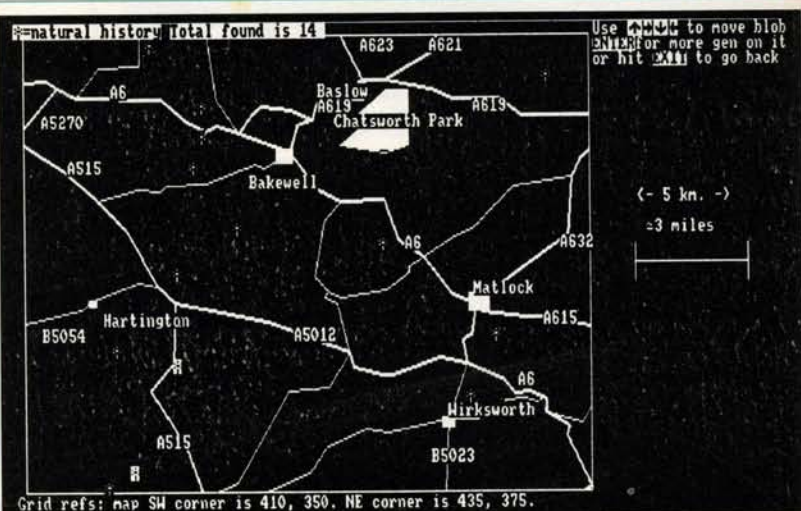 ※=natural history Total found is 14
Use ↑→↓← to move blob
ENTER for more gen on it
or hit EXIT to go back
A623
A621
A6
Baslow
A619
A619
Chatsworth Park
A5270
A515
Bakewell
<- 5 km. ->
≃3 miles
A6
A632
Matlock
Hartington
A615
B5054
A5012
A6
Wirksworth
A515
B5023
Grid refs: map SW corner is 410, 350. NE corner is 435, 375.